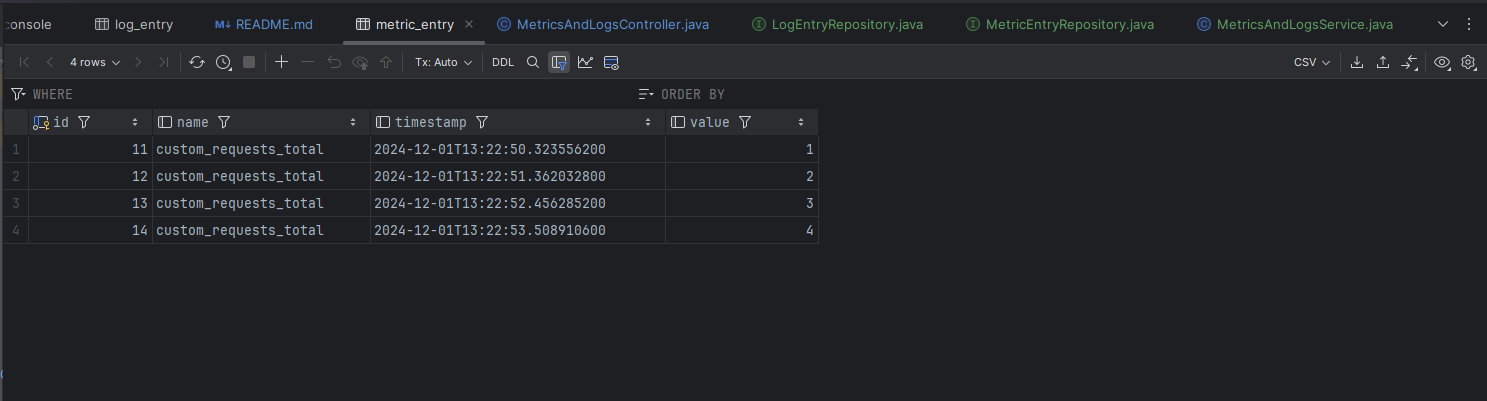 console log_entry M↓ README.md metric_entry MetricsAndLogsController.java LogEntryRepository.java MetricEntryRepository.java MetricsAndLogsService.java
4 rows Tx: Auto DDL CSV
WHERE ORDER BY
id name timestamp value
1 11 custom_requests_total 2024-12-01T13:22:50.323556200 1
2 12 custom_requests_total 2024-12-01T13:22:51.362032800 2
3 13 custom_requests_total 2024-12-01T13:22:52.456285200 3
4 14 custom_requests_total 2024-12-01T13:22:53.508910600 4